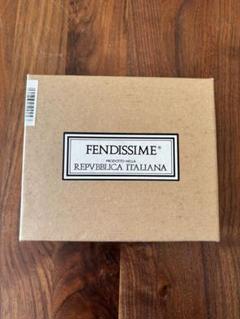 FENDISSIME®
PRODOTTO NELLA
REPVBBLICA ITALIANA